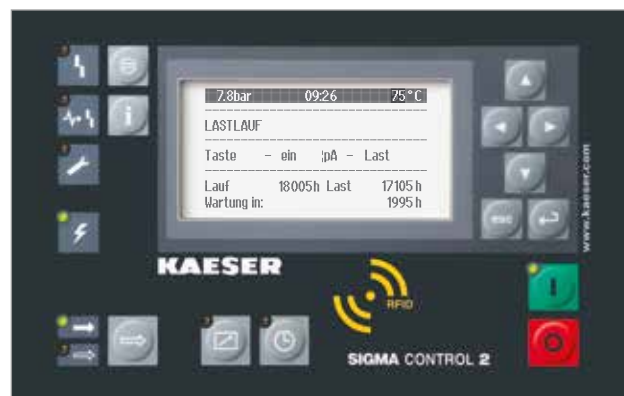 7.8bar 09:26 75°C
LASTLAUF
Taste - ein ¦pA - Last
Lauf 18005h Last 17105h
Wartung in: 1995h
esc
www.kaeser.com
KAESER
RFID
I
SIGMA CONTROL 2